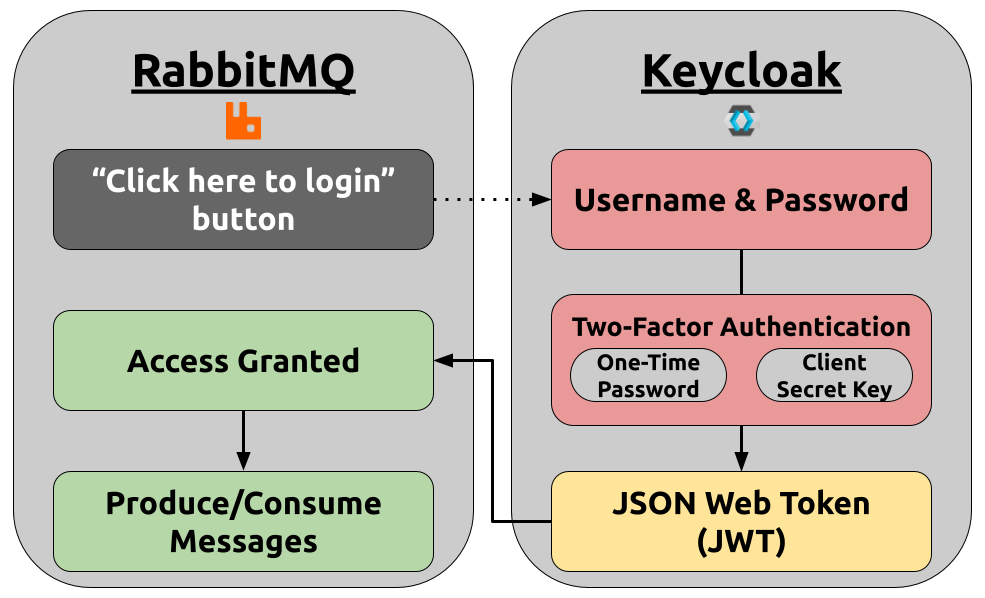 RabbitMQ
“Click here to login”
button
Access Granted
Produce/Consume
Messages
Keycloak
Username & Password
Two-Factor Authentication
One-Time
Password
Client
Secret Key
JSON Web Token
(JWT)